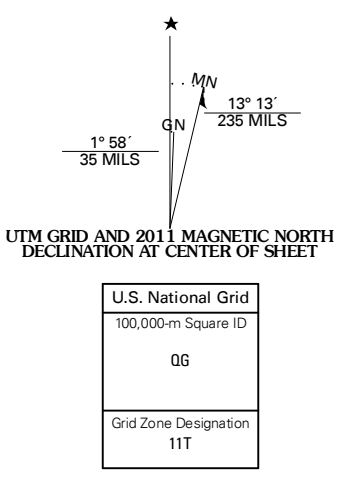 ★
MN
GN
13° 13´
235 MILS
1° 58´
35 MILS
UTM GRID AND 2011 MAGNETIC NORTH
DECLINATION AT CENTER OF SHEET
U.S. National Grid
100,000-m Square ID
QG
Grid Zone Designation
11T